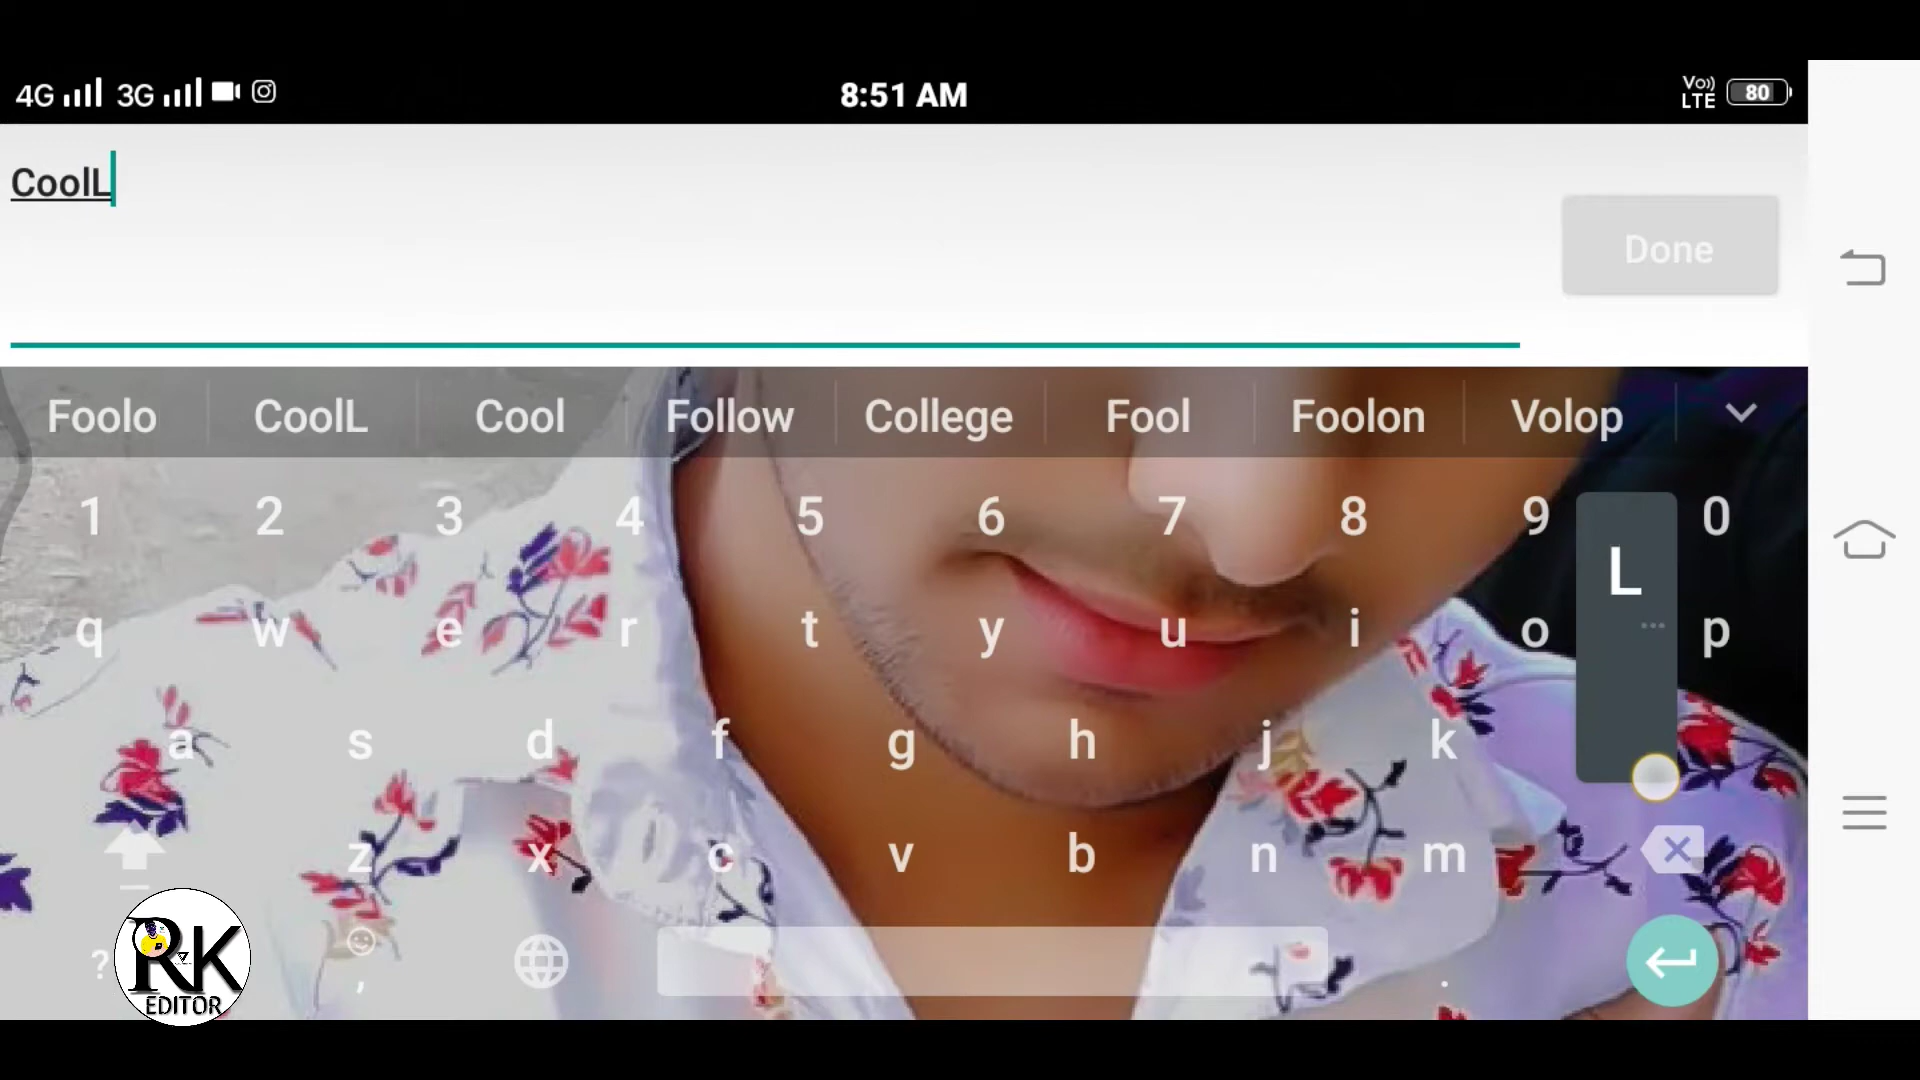 4G 3G 8:51 AM Vo)) LTE 80
CoolL
Done
Foolo CoolL Cool Follow College Fool Foolon Volop
1 2 3 4 5 6 7 8 9 0
L
q w e r t y u i o p
a s d f g h j k
z x c v b n m
? , .
RK
EDITOR